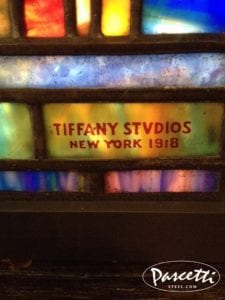 TIFFANY STVDIOS
NEW YORK 1918
Pascetti
STEEL.COM